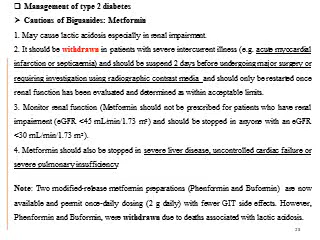 ❑ Management of type 2 diabetes
➢ Cautions of Biguanides: Metformin
1. May cause lactic acidosis especially in renal impairment.
2. It should be withdrawn in patients with severe intercurrent illness (e.g. acute myocardial
infarction or septicaemia) and should be suspend 2 days before undergoing major surgery or
requiring investigation using radiographic contrast media and should only be restarted once
renal function has been evaluated and determined as within acceptable limits.
3. Monitor renal function (Metformin should not be prescribed for patients who have renal
impairment (eGFR <45 mL/min/1.73 m²) and should be stopped in anyone with an eGFR
<30 mL/min/1.73 m²).
4. Metformin should also be stopped in severe liver disease, uncontrolled cardiac failure or
severe pulmonary insufficiency.
Note: Two modified-release metformin preparations (Phenformin and Buformin) are now
available and permit once-daily dosing (2 g daily) with fewer GIT side effects. However,
Phenformin and Buformin, were withdraw due to deaths associated with lactic acidosis.